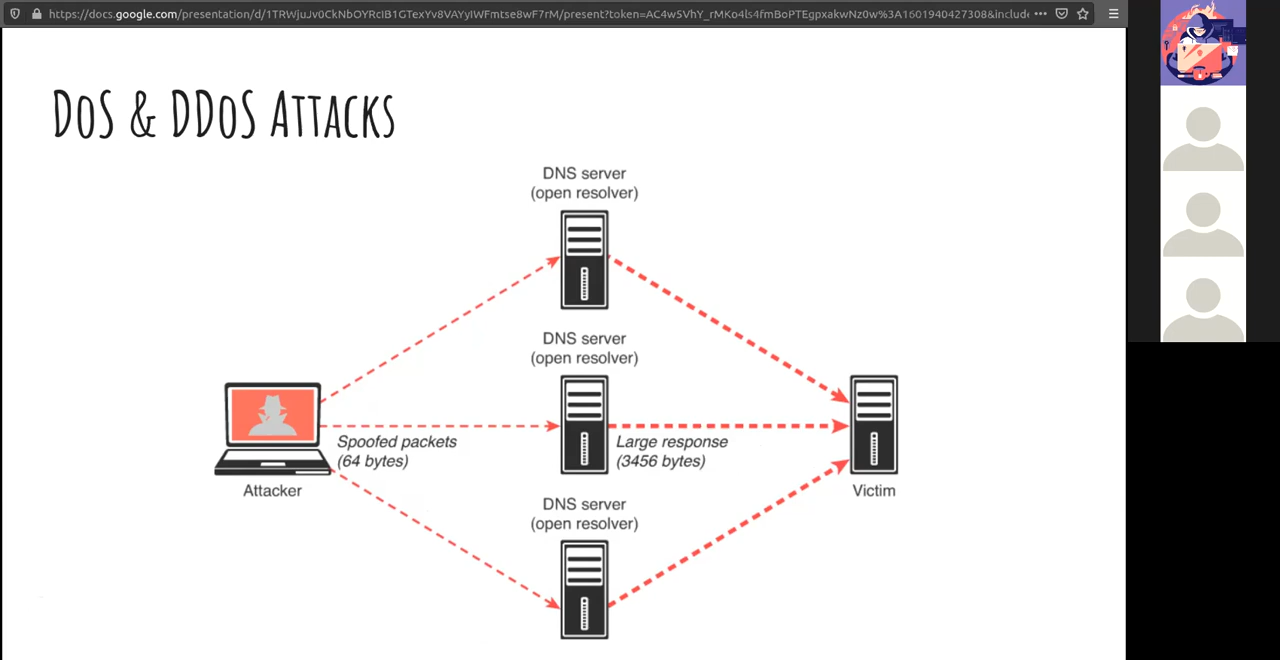 https://docs.google.com/presentation/d/1TRWjuJv0CkNbOYRcIB1GTexYv8VAYyIWFmtse8wF7rM/present?token=AC4w5VhY_rMKo4ls4fmBoPTEgpxakwNz0w%3A1601940427308&include
DoS & DDoS Attacks
DNS server
(open resolver)
DNS server
(open resolver)
Spoofed packets
(64 bytes)
Large response
(3456 bytes)
Attacker
Victim
DNS server
(open resolver)